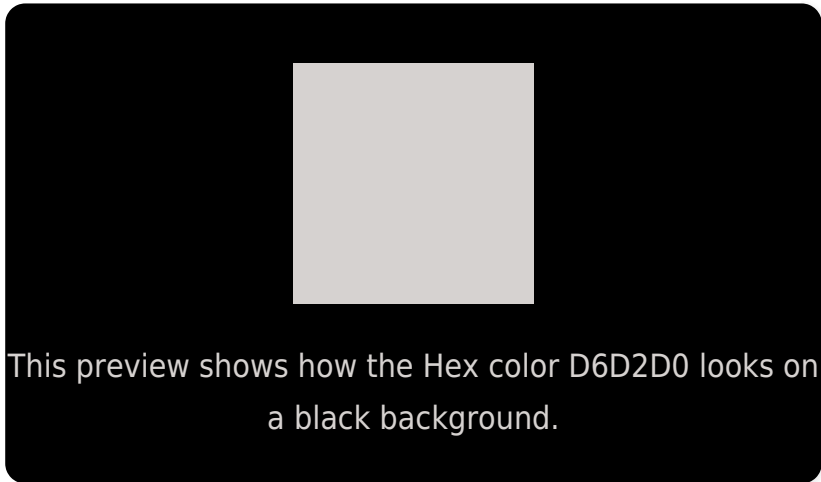 This preview shows how the Hex color D6D2D0 looks on
a black background.